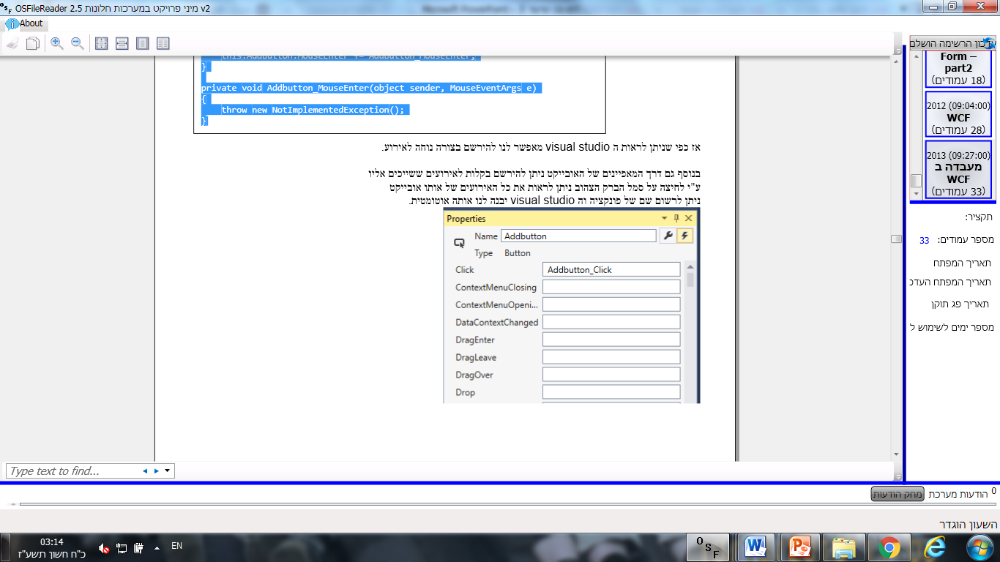 OSFileReader 2.5 מיני פרויקט במערכות חלונות v2
About
this.Addbutton.MouseEnter += Addbutton_MouseEnter;
}
private void Addbutton_MouseEnter(object sender, MouseEventArgs e)
{
throw new NotImplementedException();
}
אז כפי שניתן לראות ה visual studio מאפשר לנו להירשם בצורה נוחה לאירוע.
בנוסף גם דרך המאפיינים של האובייקט ניתן להירשם בקלות לאירועים ששייכים אליו
ע"י לחיצה על סמל הברק הצהוב ניתן לראות את כל האירועים של אותו אובייקט
ניתן לרשום שם של פונקציה וה visual studio יבנה לנו אותה אוטומטית.
Properties
Name Addbutton
Type Button
Click Addbutton_Click
ContextMenuClosing
ContextMenuOpeni...
DataContextChanged
DragEnter
DragLeave
DragOver
Drop
Type text to find...
כון הרשימה הושלם
Form –
part2
(18 עמודים)
2012 (09:04:00)
WCF
(28 עמודים)
2013 (09:27:00)
מעבדה ב
WCF
(33 עמודים)
תקציר:
מספר עמודים: 33
תאריך המפתח
תאריך המפתח העדכ
תאריך פג תוקן
מספר ימים לשימוש ל
0 הודעות מערכת מחק הודעות
השעון הוגדר
O S F
EN
03:14
כ"ח חשון תשע"ז